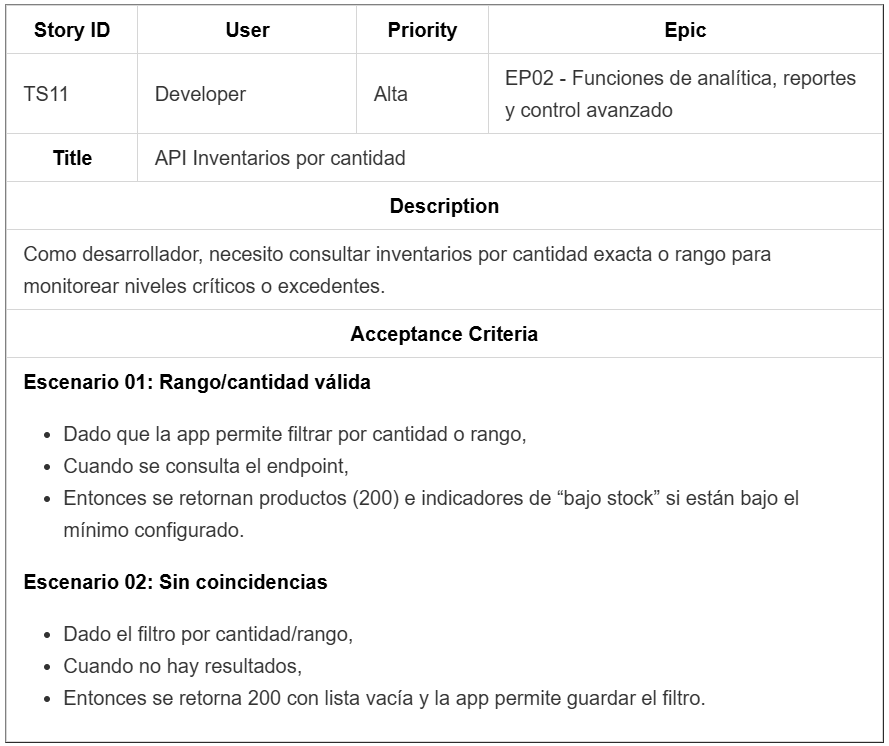 Story ID User Priority Epic
TS11 Developer Alta EP02 - Funciones de analítica, reportes
y control avanzado
Title API Inventarios por cantidad
Description
Como desarrollador, necesito consultar inventarios por cantidad exacta o rango para
monitorear niveles críticos o excedentes.
Acceptance Criteria
Escenario 01: Rango/cantidad válida
• Dado que la app permite filtrar por cantidad o rango,
• Cuando se consulta el endpoint,
• Entonces se retornan productos (200) e indicadores de “bajo stock” si están bajo el
mínimo configurado.
Escenario 02: Sin coincidencias
• Dado el filtro por cantidad/rango,
• Cuando no hay resultados,
• Entonces se retorna 200 con lista vacía y la app permite guardar el filtro.